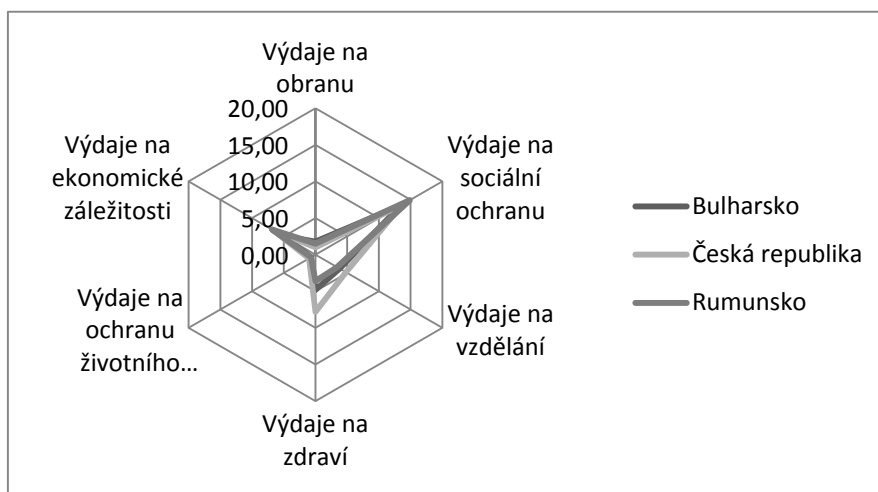 Výdaje na
obranu
20,00
15,00
10,00
5,00
0,00
Výdaje na
sociální
ochranu
Výdaje na
vzdělání
Výdaje na
zdraví
Výdaje na
ochranu
životního...
Výdaje na
ekonomické
záležitosti
Bulharsko
Česká republika
Rumunsko